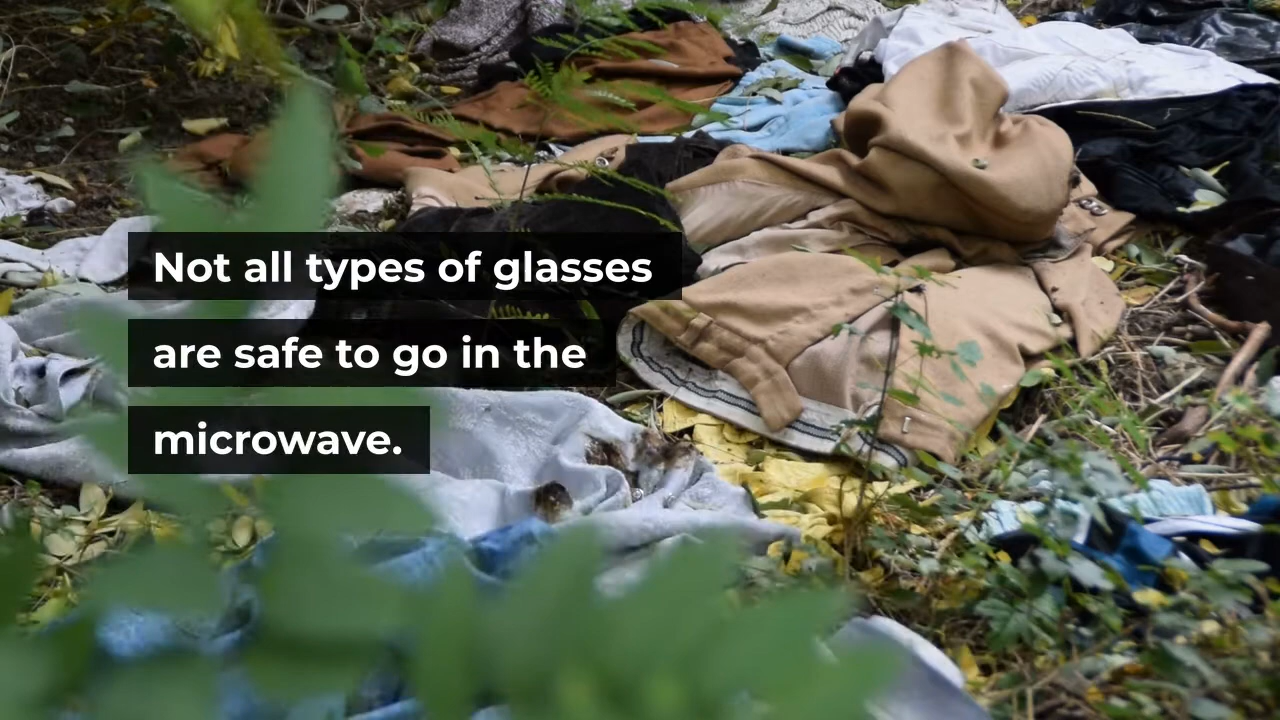 Not all types of glasses
are safe to go in the
microwave.